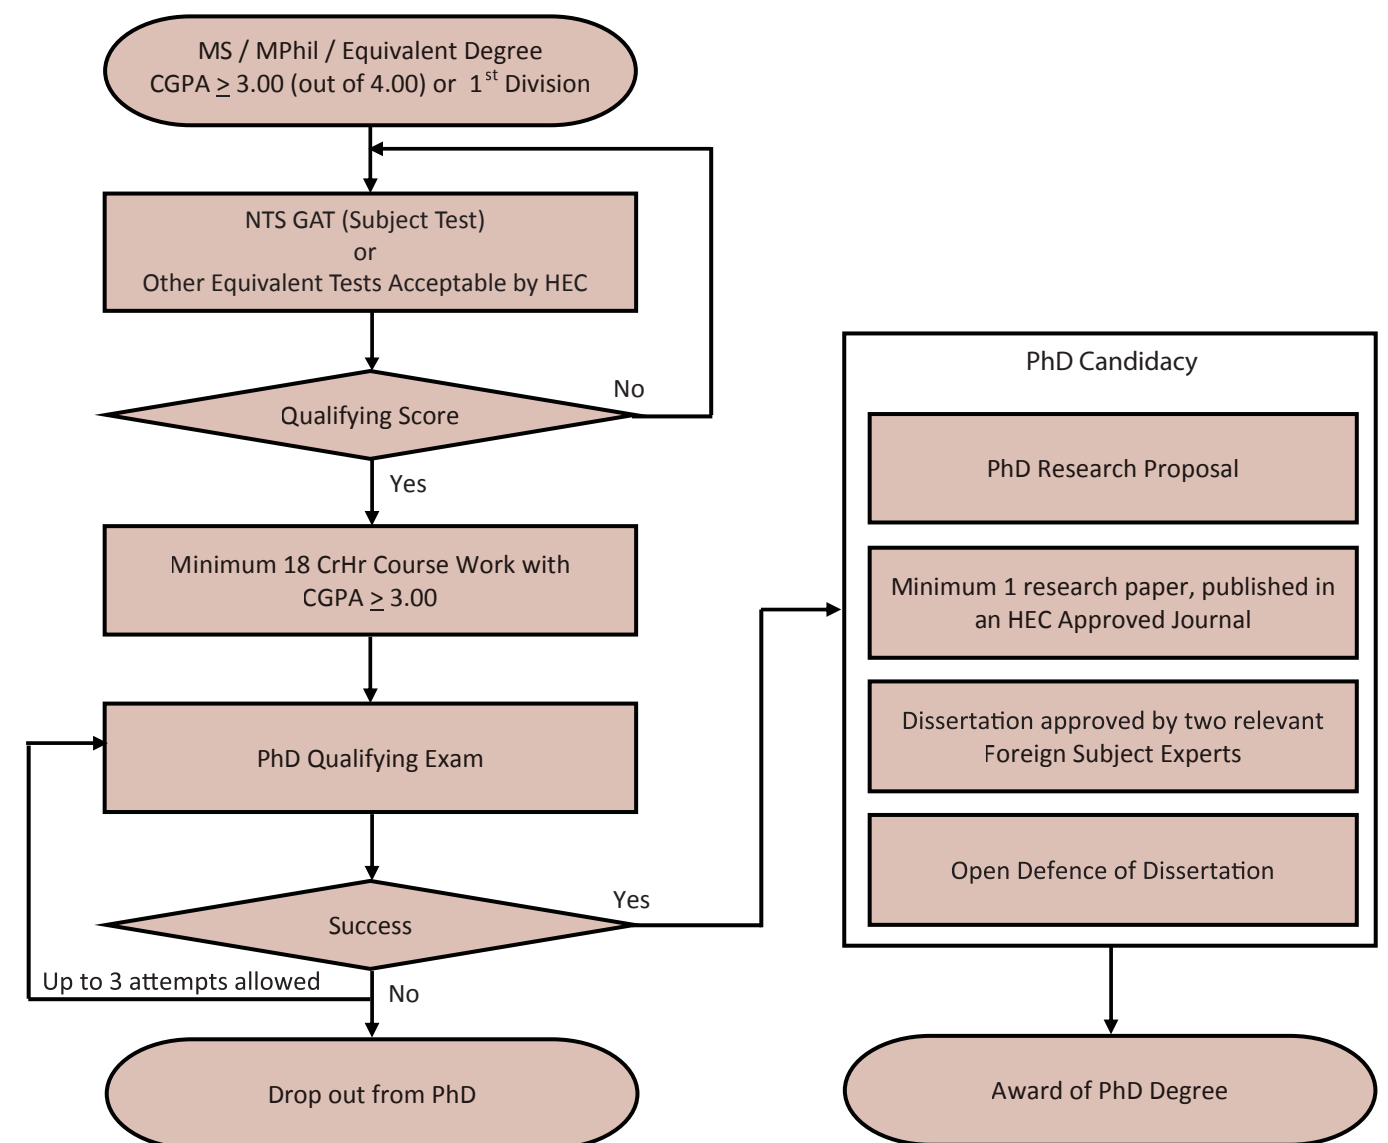 MS / MPhil / Equivalent Degree
CGPA ≥ 3.00 (out of 4.00) or 1st Division
NTS GAT (Subject Test)
or
Other Equivalent Tests Acceptable by HEC
Qualifying Score
No
Yes
Minimum 18 CrHr Course Work with
CGPA ≥ 3.00
PhD Qualifying Exam
Success
Yes
Up to 3 attempts allowed
No
Drop out from PhD
PhD Candidacy
PhD Research Proposal
Minimum 1 research paper, published in
an HEC Approved Journal
Dissertation approved by two relevant
Foreign Subject Experts
Open Defence of Dissertation
Award of PhD Degree